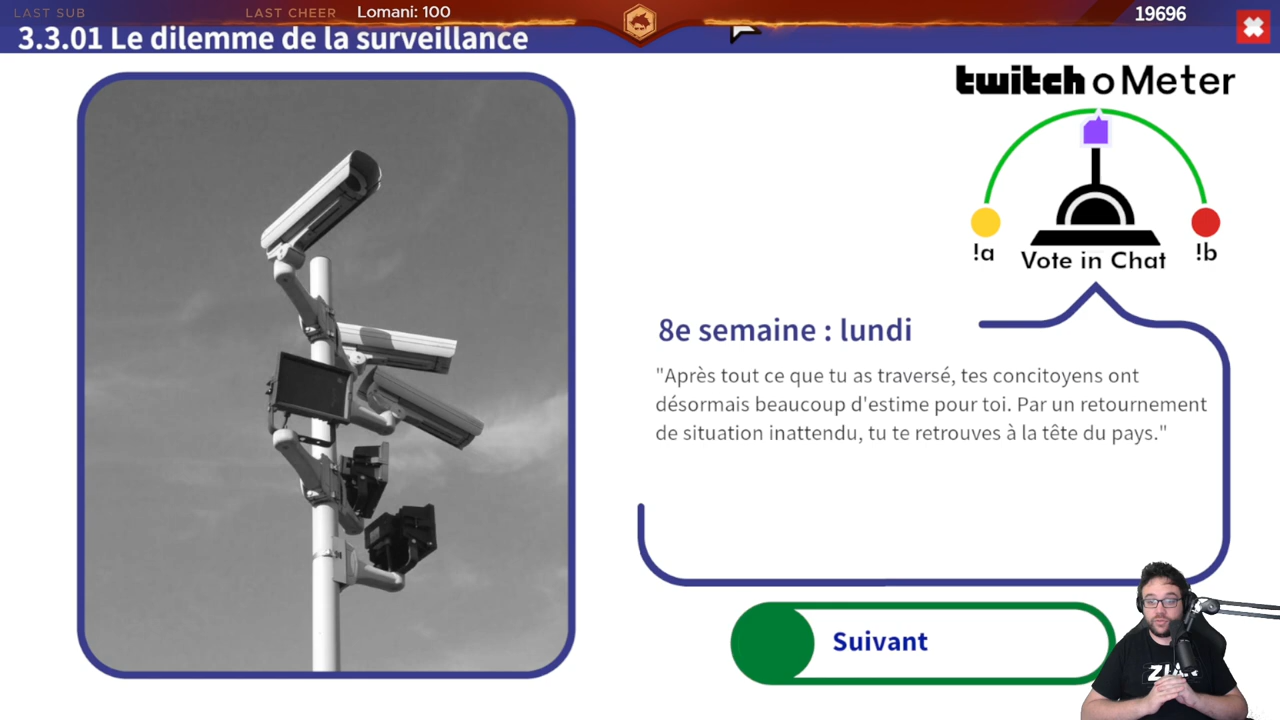 LAST SUB
LAST CHEER
Lomani: 100
19696
3.3.01 Le dilemme de la surveillance
twitch o Meter
!a
Vote in Chat
!b
8e semaine : lundi
"Après tout ce que tu as traversé, tes concitoyens ont
désormais beaucoup d'estime pour toi. Par un retournement
de situation inattendu, tu te retrouves à la tête du pays."
Suivant